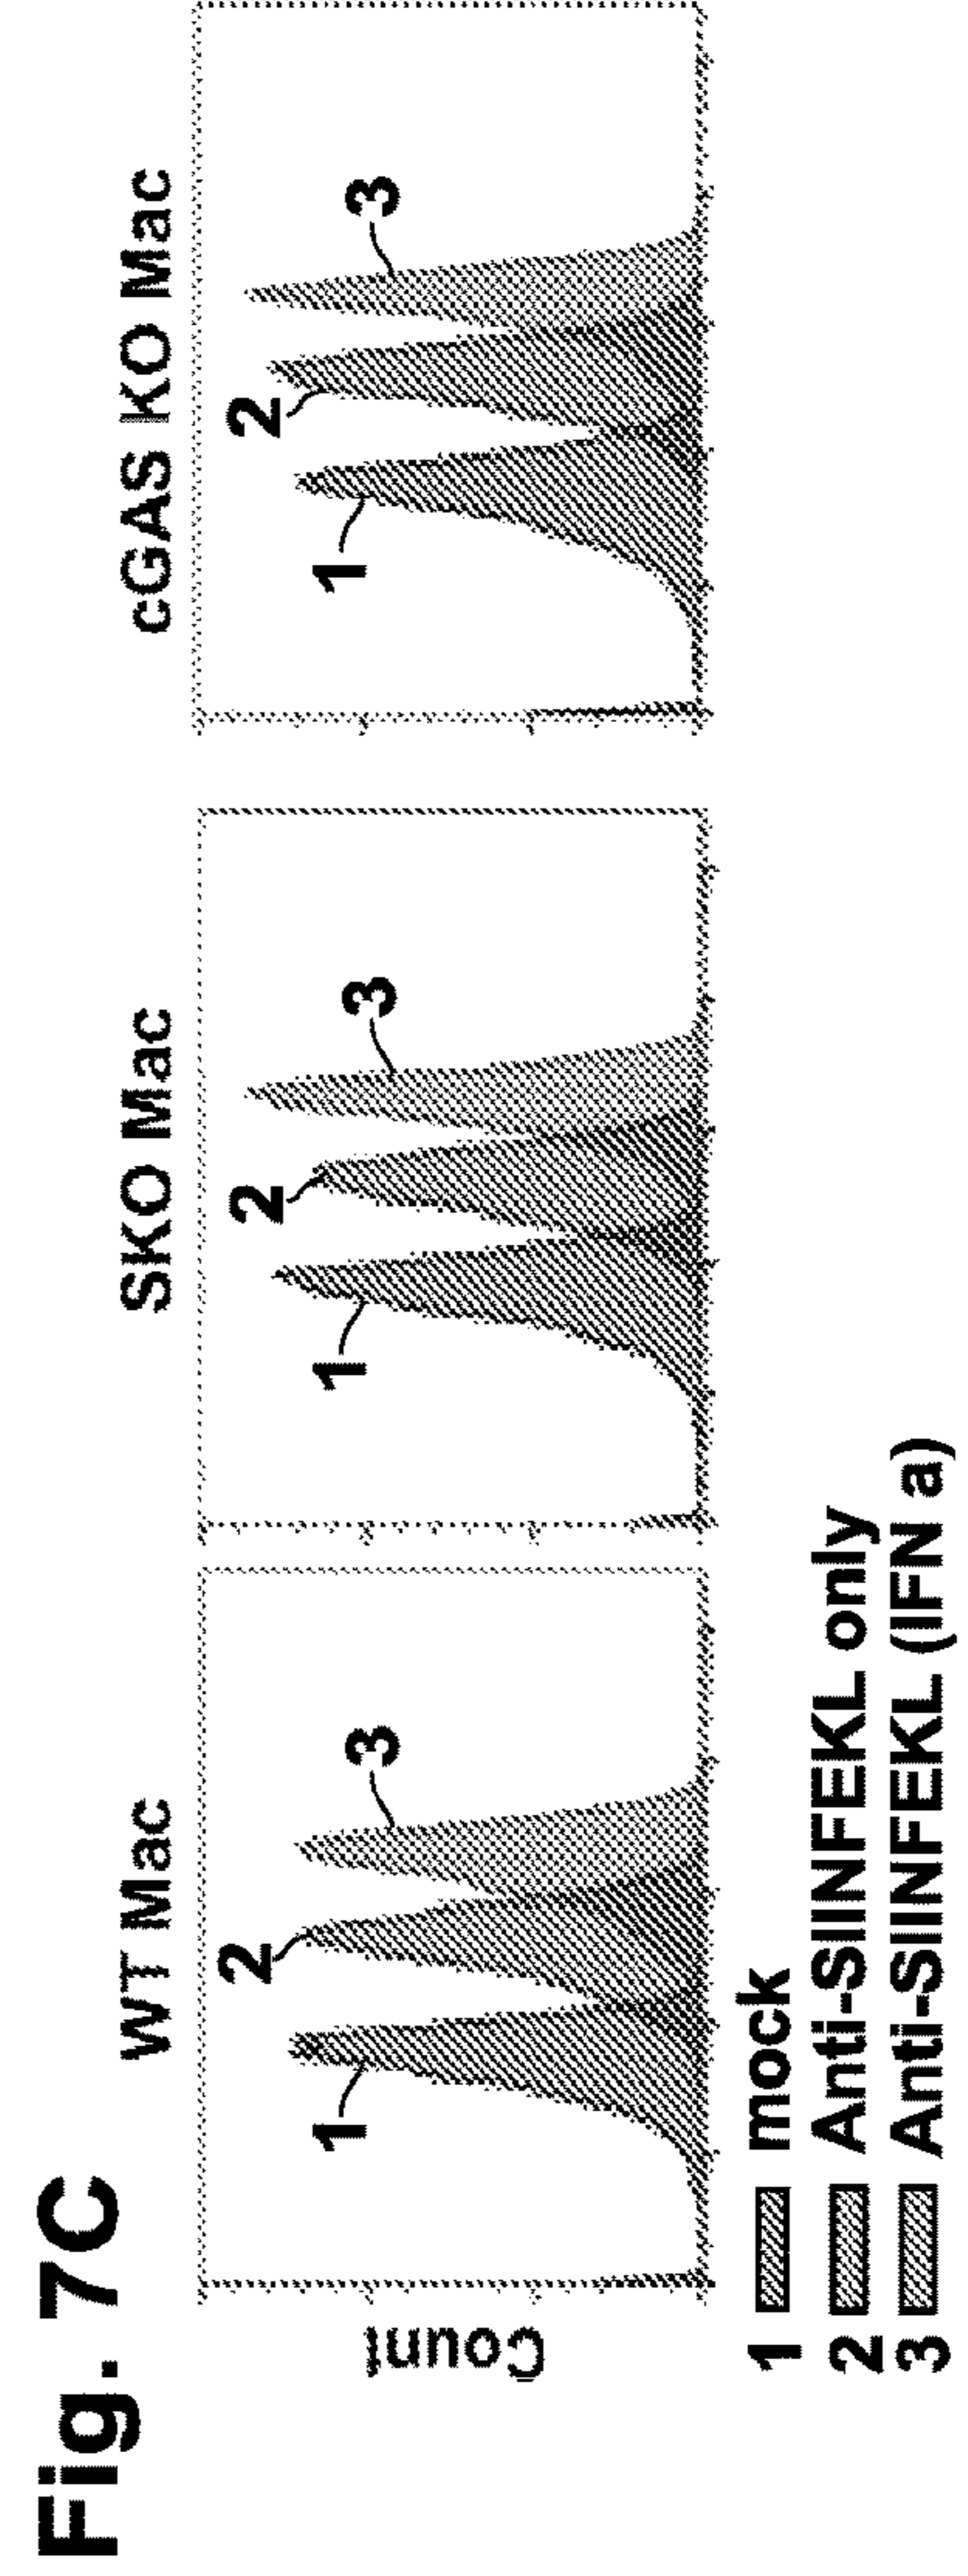 Fig. 7C
WT Mac
SKO Mac
cGAS KO Mac
Count
1
2
3
1
2
3
1
2
3
1 mock
2 Anti-SIINFEKL only
3 Anti-SIINFEKL (IFN a)